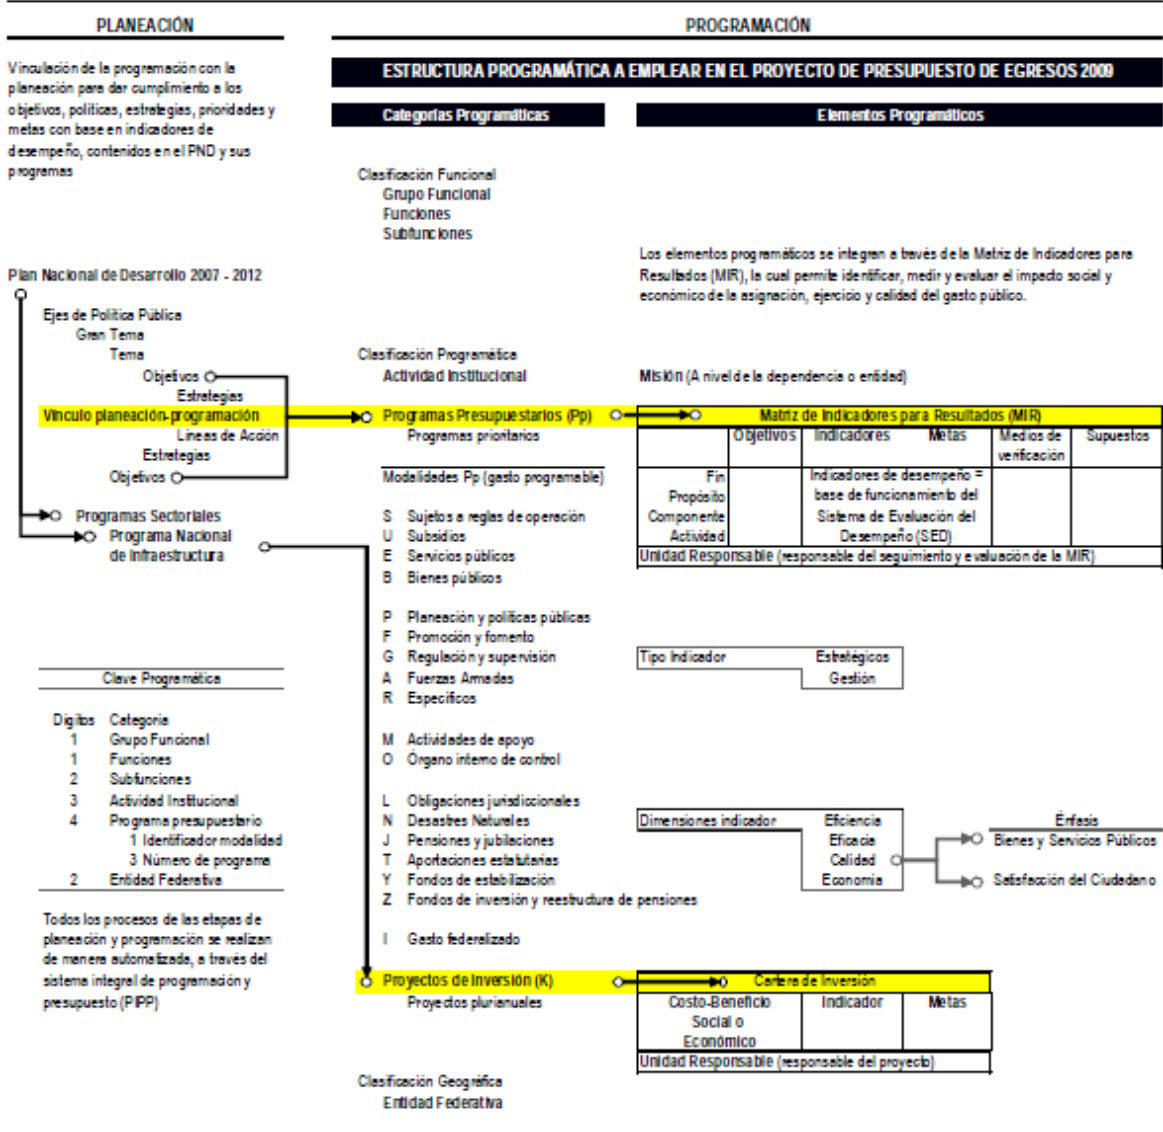 PLANEACIÓN
Vinculación de la programación con la
planeación para dar cumplimiento a los
objetivos, políticas, estrategias, prioridades y
metas con base en indicadores de
desempeño, contenidos en el PND y sus
programas
Plan Nacional de Desarrollo 2007 - 2012
Ejes de Política Pública
Gran Tema
Tema
Objetivos
Estrategias
Vínculo planeación-programación
Líneas de Acción
Estrategias
Objetivos
Programas Sectoriales
Programa Nacional
de Infraestructura
Clave Programática
Dígitos Categoría
1 Grupo Funcional
1 Funciones
2 Subfunciones
3 Actividad Institucional
4 Programa presupuestario
1 Identificador modalidad
3 Número de programa
2 Entidad Federativa
Todos los procesos de las etapas de
planeación y programación se realizan
de manera automatizada, a través del
sistema integral de programación y
presupuesto (PIPP)
PROGRAMACIÓN
ESTRUCTURA PROGRAMÁTICA A EMPLEAR EN EL PROYECTO DE PRESUPUESTO DE EGRESOS 2009
Categorías Programáticas
Clasificación Funcional
Grupo Funcional
Funciones
Subfunciones
Clasificación Programática
Actividad Institucional
Programas Presupuestarios (Pp)
Programas prioritarios
Modalidades Pp (gasto programable)
S Sujetos a reglas de operación
U Subsidios
E Servicios públicos
B Bienes públicos
P Planeación y políticas públicas
F Promoción y fomento
G Regulación y supervisión
A Fuerzas Armadas
R Específicos
M Actividades de apoyo
O Órgano interno de control
L Obligaciones jurisdiccionales
N Desastres Naturales
J Pensiones y jubilaciones
T Aportaciones estatutarias
Y Fondos de estabilización
Z Fondos de inversión y reestructura de pensiones
I Gasto federalizado
Proyectos de Inversión (K)
Proyectos plurianuales
Clasificación Geográfica
Entidad Federativa
Elementos Programáticos
Los elementos programáticos se integran a través de la Matriz de Indicadores para
Resultados (MIR), la cual permite identificar, medir y evaluar el impacto social y
económico de la asignación, ejercicio y calidad del gasto público.
Misión (A nivel de la dependencia o entidad)
Matriz de Indicadores para Resultados (MIR)
Objetivos Indicadores Metas Medios de Supuestos
verificación
Fin Indicadores de desempeño =
Propósito base de funcionamiento del
Componente Sistema de Evaluación del
Actividad Desempeño (SED)
Unidad Responsable (responsable del seguimiento y evaluación de la MIR)
Tipo Indicador Estratégicos
Gestión
Dimensiones indicador Eficiencia Énfasis
Eficacia Bienes y Servicios Públicos
Calidad
Economía Satisfacción del Ciudadano
Cartera de Inversión
Costo-Beneficio Indicador Metas
Social o
Económico
Unidad Responsable (responsable del proyecto)